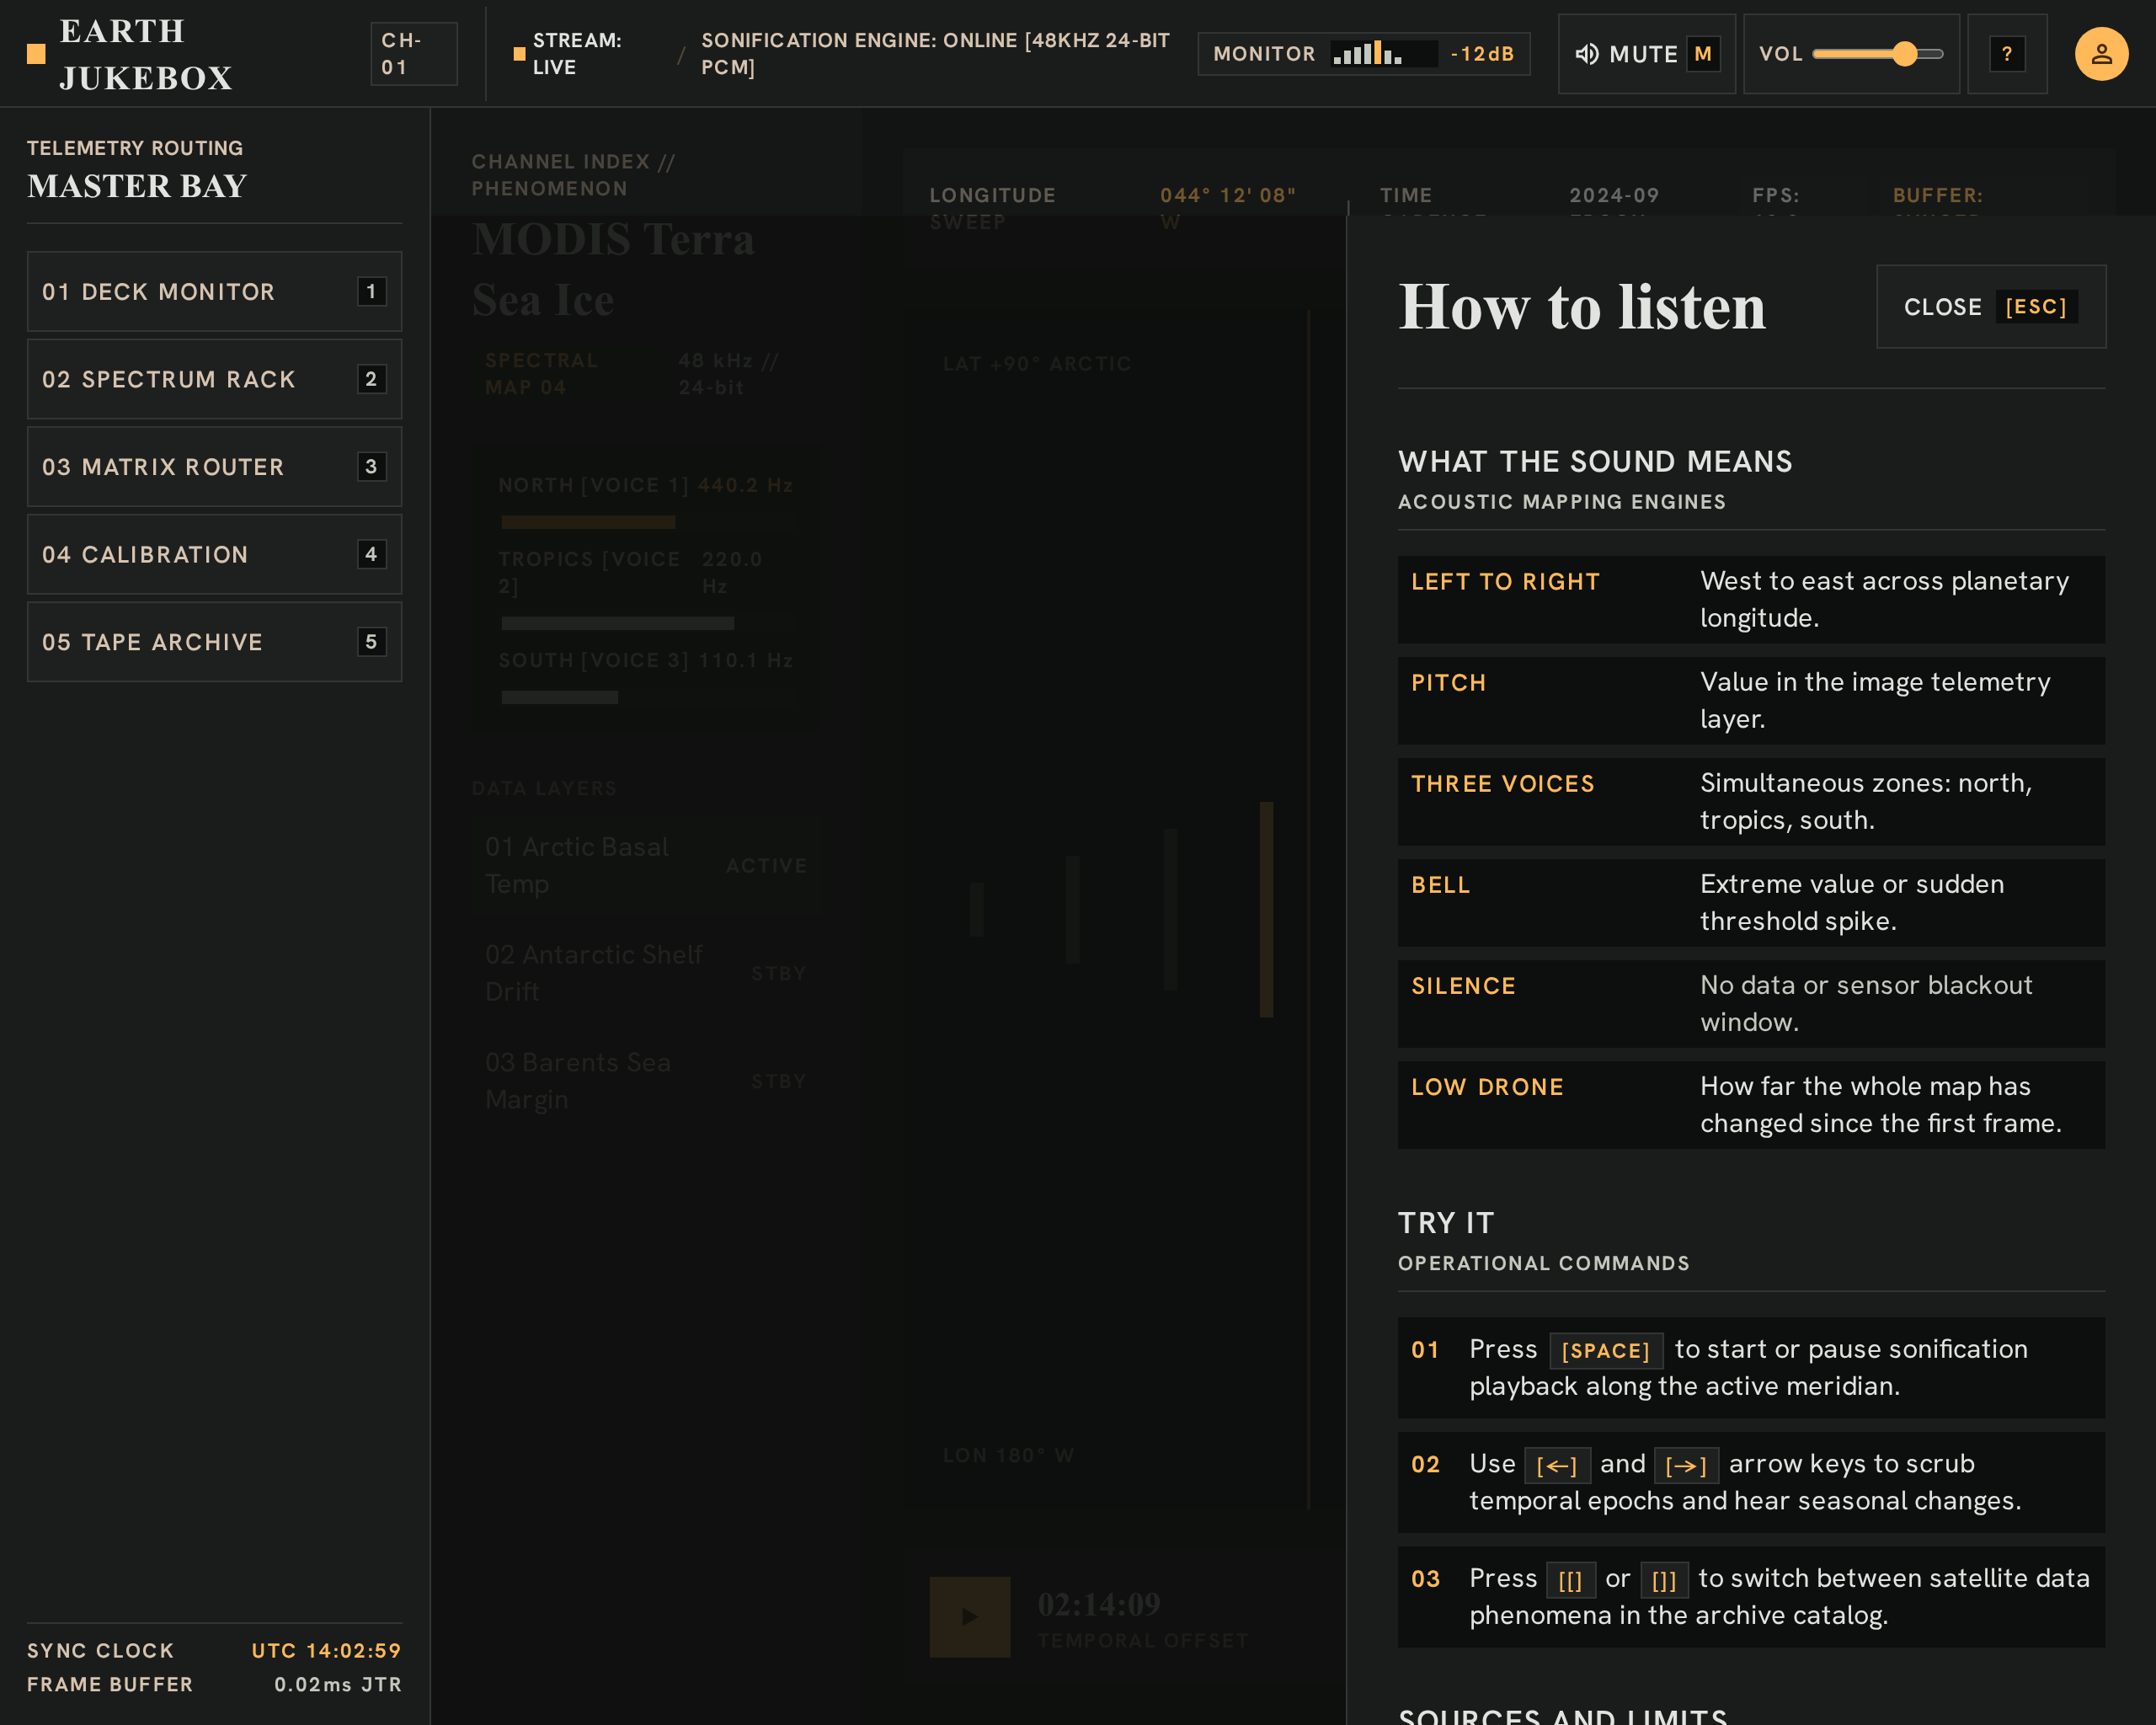 EARTH
JUKEBOX
CH-
01
STREAM:
LIVE
/
SONIFICATION ENGINE: ONLINE [48KHZ 24-BIT
PCM]
MONITOR -12dB
MUTE M
VOL
?
TELEMETRY ROUTING
MASTER BAY
01 DECK MONITOR 1
02 SPECTRUM RACK 2
03 MATRIX ROUTER 3
04 CALIBRATION 4
05 TAPE ARCHIVE 5
SYNC CLOCK UTC 14:02:59
FRAME BUFFER 0.02ms JTR
CHANNEL INDEX //
PHENOMENON
MODIS Terra
Sea Ice
SPECTRAL
MAP 04
48 kHz //
24-bit
NORTH [VOICE 1] 440.2 Hz
TROPICS [VOICE
2]
220.0
Hz
SOUTH [VOICE 3] 110.1 Hz
DATA LAYERS
01 Arctic Basal
Temp
ACTIVE
02 Antarctic Shelf
Drift
STBY
03 Barents Sea
Margin
STBY
LONGITUDE
SWEEP
044° 12' 08"
W
TIME
2024-09
FPS:
BUFFER:
LAT +90° ARCTIC
LON 180° W
02:14:09
TEMPORAL OFFSET
How to listen
CLOSE [ESC]
WHAT THE SOUND MEANS
ACOUSTIC MAPPING ENGINES
LEFT TO RIGHT
West to east across planetary
longitude.
PITCH
Value in the image telemetry
layer.
THREE VOICES
Simultaneous zones: north,
tropics, south.
BELL
Extreme value or sudden
threshold spike.
SILENCE
No data or sensor blackout
window.
LOW DRONE
How far the whole map has
changed since the first frame.
TRY IT
OPERATIONAL COMMANDS
01 Press [SPACE] to start or pause sonification
playback along the active meridian.
02 Use [←] and [→] arrow keys to scrub
temporal epochs and hear seasonal changes.
03 Press [[] or []] to switch between satellite data
phenomena in the archive catalog.
SOURCES AND LIMITS